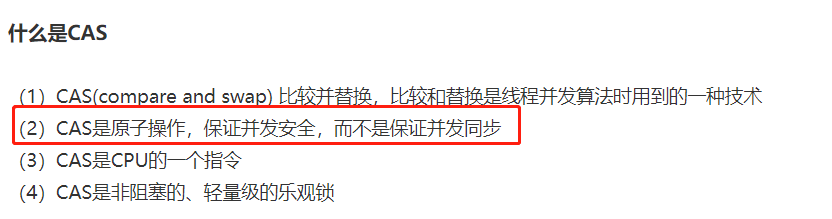 什么是CAS
（1）CAS(compare and swap) 比较并替换，比较和替换是线程并发算法时用到的一种技术
（2）CAS是原子操作，保证并发安全，而不是保证并发同步
（3）CAS是CPU的一个指令
（4）CAS是非阻塞的、轻量级的乐观锁